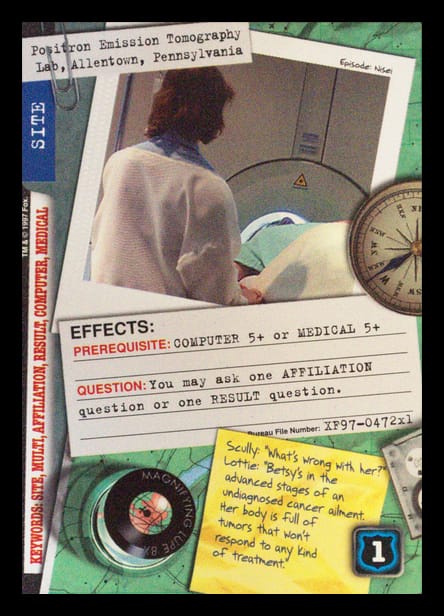 Positron Emission Tomography
Lab, Allentown, Pennsylvania
Episode: Nisei
SITE
TM & © 1997 Fox.
KEYWORDS: SITE, MULTI, AFFILIATION, RESULT, COMPUTER, MEDICAL
EFFECTS:
PREREQUISITE: COMPUTER 5+ or MEDICAL 5+
QUESTION: You may ask one AFFILIATION
question or one RESULT question.
Bureau File Number: XF97-0472x1
MAGNIFYING LUPE 8X
Scully: "What's wrong with her?"
Lottie: "Betsy's in the
advanced stages of an
undiagnosed cancer ailment.
Her body is full of
tumors that won't
respond to any kind
of treatment."
1